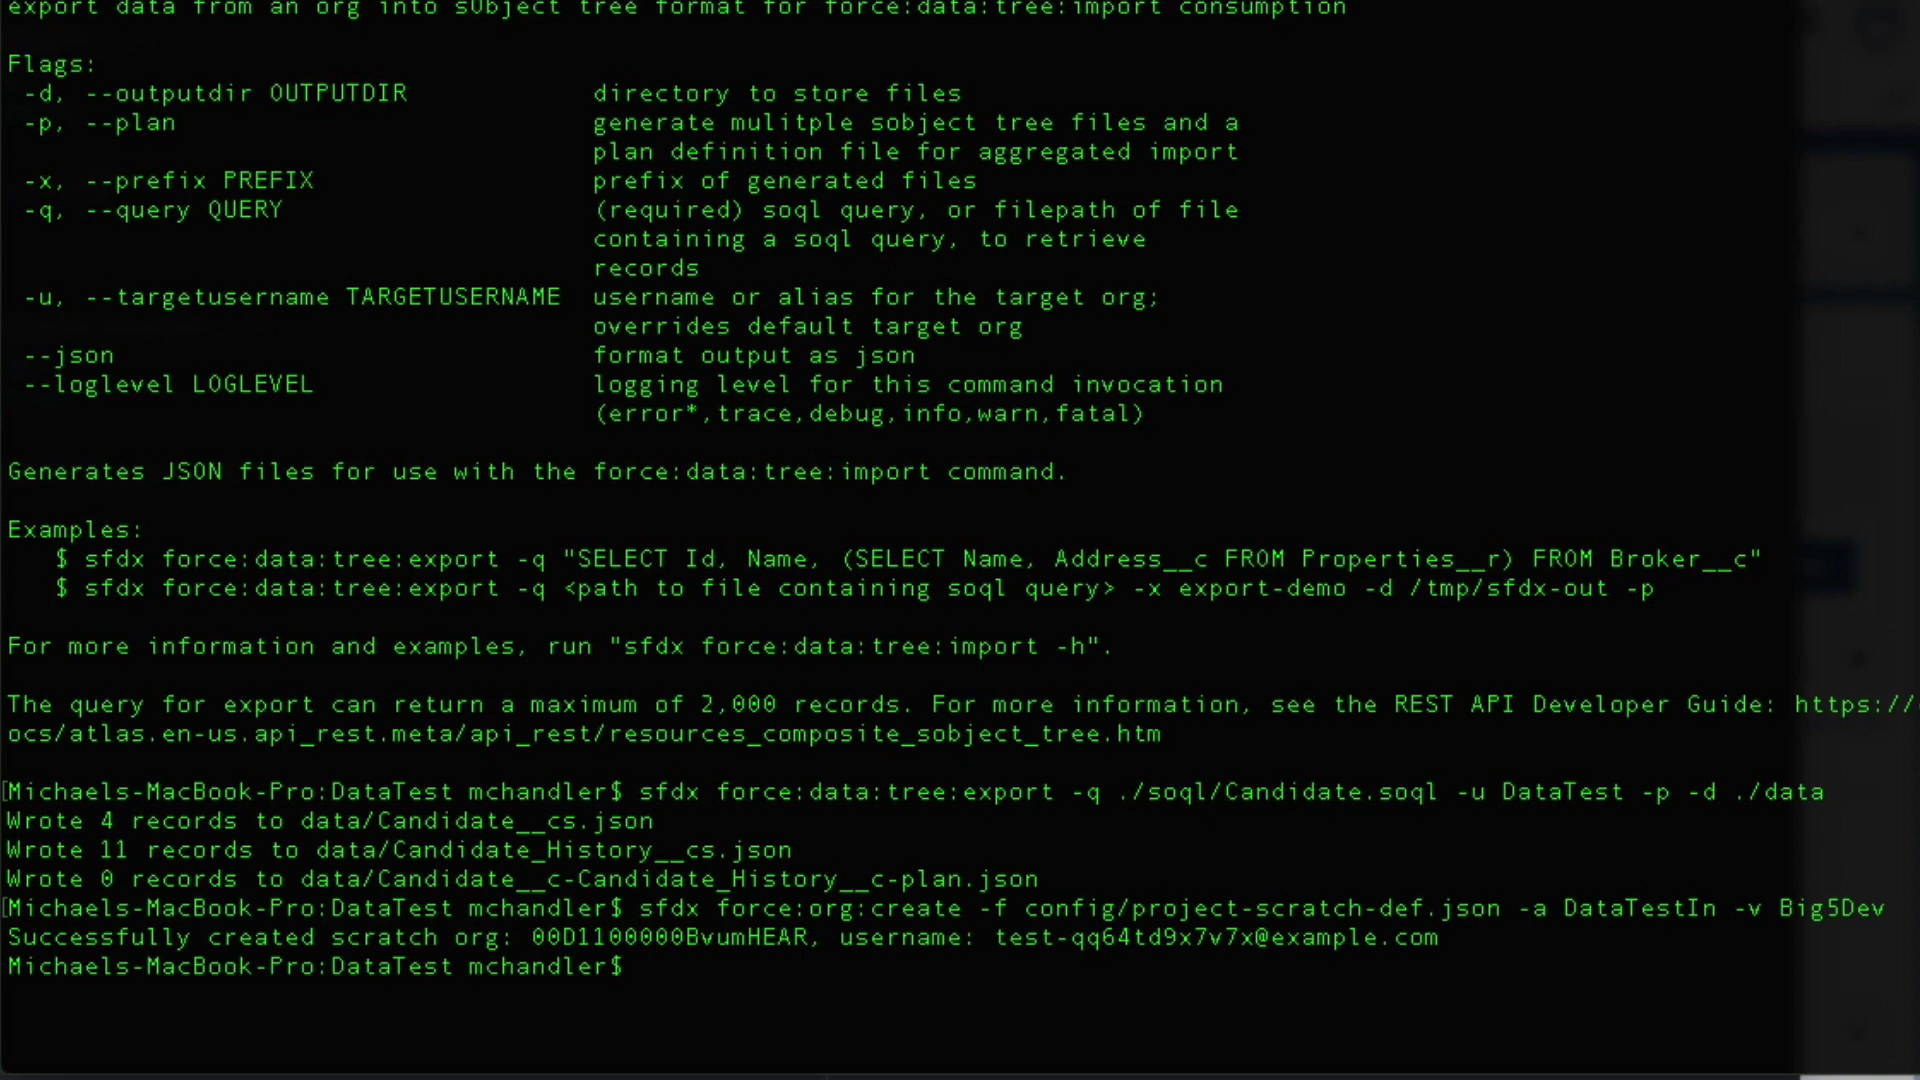 export data from an org into sObject tree format for force:data:tree:import consumption
Flags:
-d, --outputdir OUTPUTDIR directory to store files
-p, --plan generate mulitple sobject tree files and a
plan definition file for aggregated import
-x, --prefix PREFIX prefix of generated files
-q, --query QUERY (required) soql query, or filepath of file
containing a soql query, to retrieve
records
-u, --targetusername TARGETUSERNAME username or alias for the target org;
overrides default target org
--json format output as json
--loglevel LOGLEVEL logging level for this command invocation
(error*,trace,debug,info,warn,fatal)
Generates JSON files for use with the force:data:tree:import command.
Examples:
$ sfdx force:data:tree:export -q "SELECT Id, Name, (SELECT Name, Address__c FROM Properties__r) FROM Broker__c"
$ sfdx force:data:tree:export -q <path to file containing soql query> -x export-demo -d /tmp/sfdx-out -p
For more information and examples, run "sfdx force:data:tree:import -h".
The query for export can return a maximum of 2,000 records. For more information, see the REST API Developer Guide: https://
ocs/atlas.en-us.api_rest.meta/api_rest/resources_composite_sobject_tree.htm
[Michaels-MacBook-Pro:DataTest mchandler$ sfdx force:data:tree:export -q ./soql/Candidate.soql -u DataTest -p -d ./data
Wrote 4 records to data/Candidate__cs.json
Wrote 11 records to data/Candidate_History__cs.json
Wrote 0 records to data/Candidate__c-Candidate_History__c-plan.json
[Michaels-MacBook-Pro:DataTest mchandler$ sfdx force:org:create -f config/project-scratch-def.json -a DataTestIn -v Big5Dev
Successfully created scratch org: 00D1100000BvumHEAR, username: test-qq64td9x7v7x@example.com
Michaels-MacBook-Pro:DataTest mchandler$